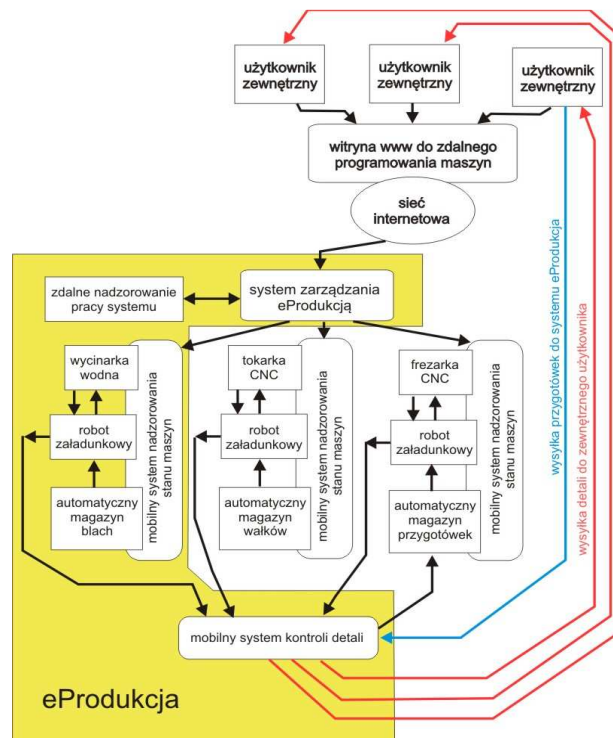 użytkownik
zewnętrzny
użytkownik
zewnętrzny
użytkownik
zewnętrzny
witryna www do zdalnego
programowania maszyn
sieć
internetowa
wysyłka przygotówek do systemu eProdukcja
wysyłka detali do zewnętrznego użytkownika
zdalne nadzorowanie
pracy systemu
system zarządzania
eProdukcją
wycinarka
wodna
robot
załadunkowy
automatyczny
magazyn
blach
mobilny system nadzorowania
stanu maszyn
tokarka
CNC
robot
załadunkowy
automatyczny
magazyn
wałków
mobilny system nadzorowania
stanu maszyn
frezarka
CNC
robot
załadunkowy
automatyczny
magazyn
przygotówek
mobilny system nadzorowania
stanu maszyn
mobilny system kontroli detali
eProdukcja